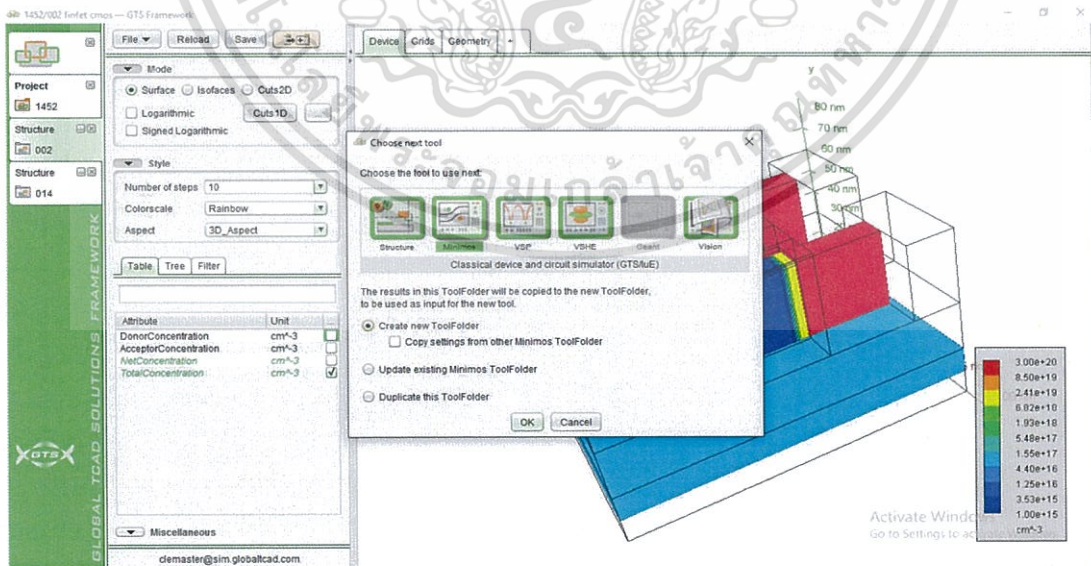 1452/002 finfet cmos — GTS Framework
File
Reload
Save
Device
Grids
Geometry
+
Project
1452
Structure
002
Structure
014
GLOBAL TCAD SOLUTIONS FRAMEWORK
GTS
Mode
Surface
Isofaces
Cuts2D
Logarithmic
Cuts1D
Signed Logarithmic
Style
Number of steps 10
Colorscale Rainbow
Aspect 3D_Aspect
Table
Tree
Filter
Attribute Unit
DonorConcentration cm^-3
AcceptorConcentration cm^-3
NetConcentration cm^-3
TotalConcentration cm^-3
Miscellaneous
clemaster@sim.globaltcad.com
Choose next tool
Choose the tool to use next:
Structure
Minimos
VSP
VSHE
Vision
Classical device and circuit simulator (GTS/IuE)
The results in this ToolFolder will be copied to the new ToolFolder,
to be used as input for the new tool.
Create new ToolFolder
Copy settings from other Minimos ToolFolder
Update existing Minimos ToolFolder
Duplicate this ToolFolder
OK
Cancel
y
80 nm
70 nm
60 nm
50 nm
40 nm
30 nm
3.00e+20
8.50e+19
2.41e+19
6.82e+18
1.93e+18
5.48e+17
1.55e+17
4.40e+16
1.25e+16
3.53e+15
1.00e+15
cm^-3
Activate Windows
Go to Settings to activate